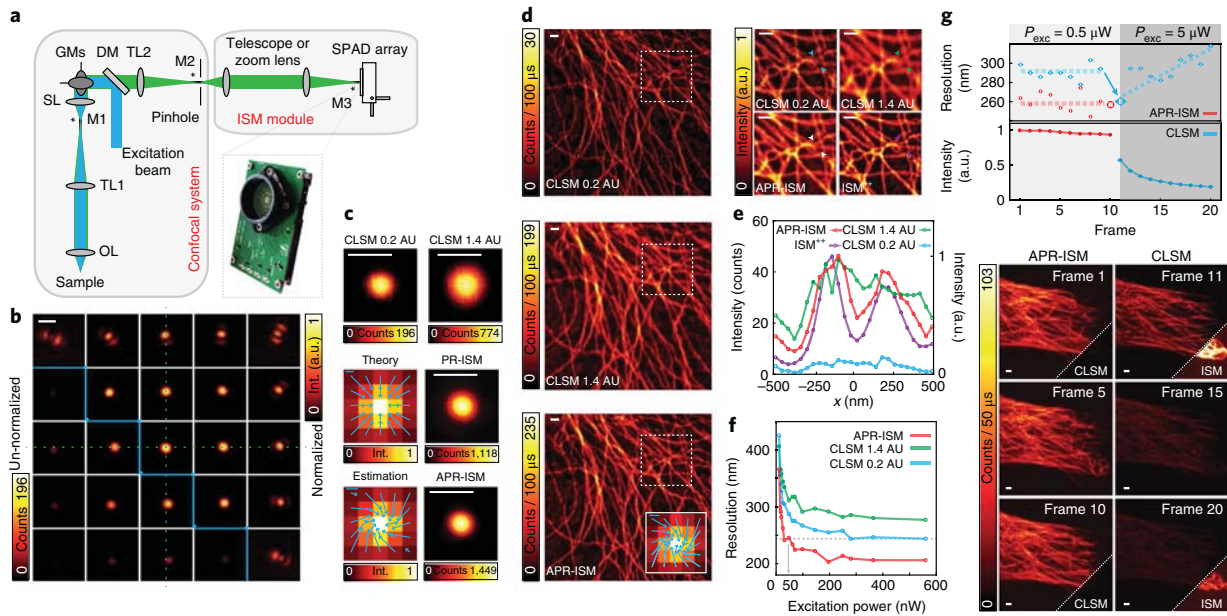 a
GMs DM TL2
M2
Telescope or
zoom lens
SPAD array
SL
M1
Pinhole
ISM module
M3
Excitation
beam
TL1
Confocal system
OL
Sample
b
Un-normalized
Normalized
0 Counts 196
0 Int. (a.u.) 1
c
CLSM 0.2 AU CLSM 1.4 AU
0 Counts 196
0 Counts 774
Theory PR-ISM
0 Int. 1
0 Counts 1,118
Estimation APR-ISM
0 Int. 1
0 Counts 1,449
d
0 Counts / 100 µs 30
CLSM 0.2 AU
0 Intensity (a.u.) 1
CLSM 0.2 AU
CLSM 1.4 AU
APR-ISM
ISM++
0 Counts / 100 µs 199
CLSM 1.4 AU
0 Counts / 100 µs 235
APR-ISM
e
APR-ISM CLSM 1.4 AU
ISM++ CLSM 0.2 AU
Intensity (counts)
60
40
20
0
1
0
Intensity (a.u.)
–500 –250 0 250 500
x (nm)
f
APR-ISM
CLSM 1.4 AU
CLSM 0.2 AU
Resolution
(nm)
400
300
200
0 50 200 400 600
Excitation power (nW)
g
Pexc = 0.5 µW Pexc = 5 µW
Resolution
(nm)
300
280
260
APR-ISM
CLSM
Intensity
(a.u.)
1
0.5
0
1 10 20
Frame
APR-ISM CLSM
0 Counts / 50 µs 103
Frame 1
CLSM
Frame 11
ISM
Frame 5
Frame 15
Frame 10
CLSM
Frame 20
ISM